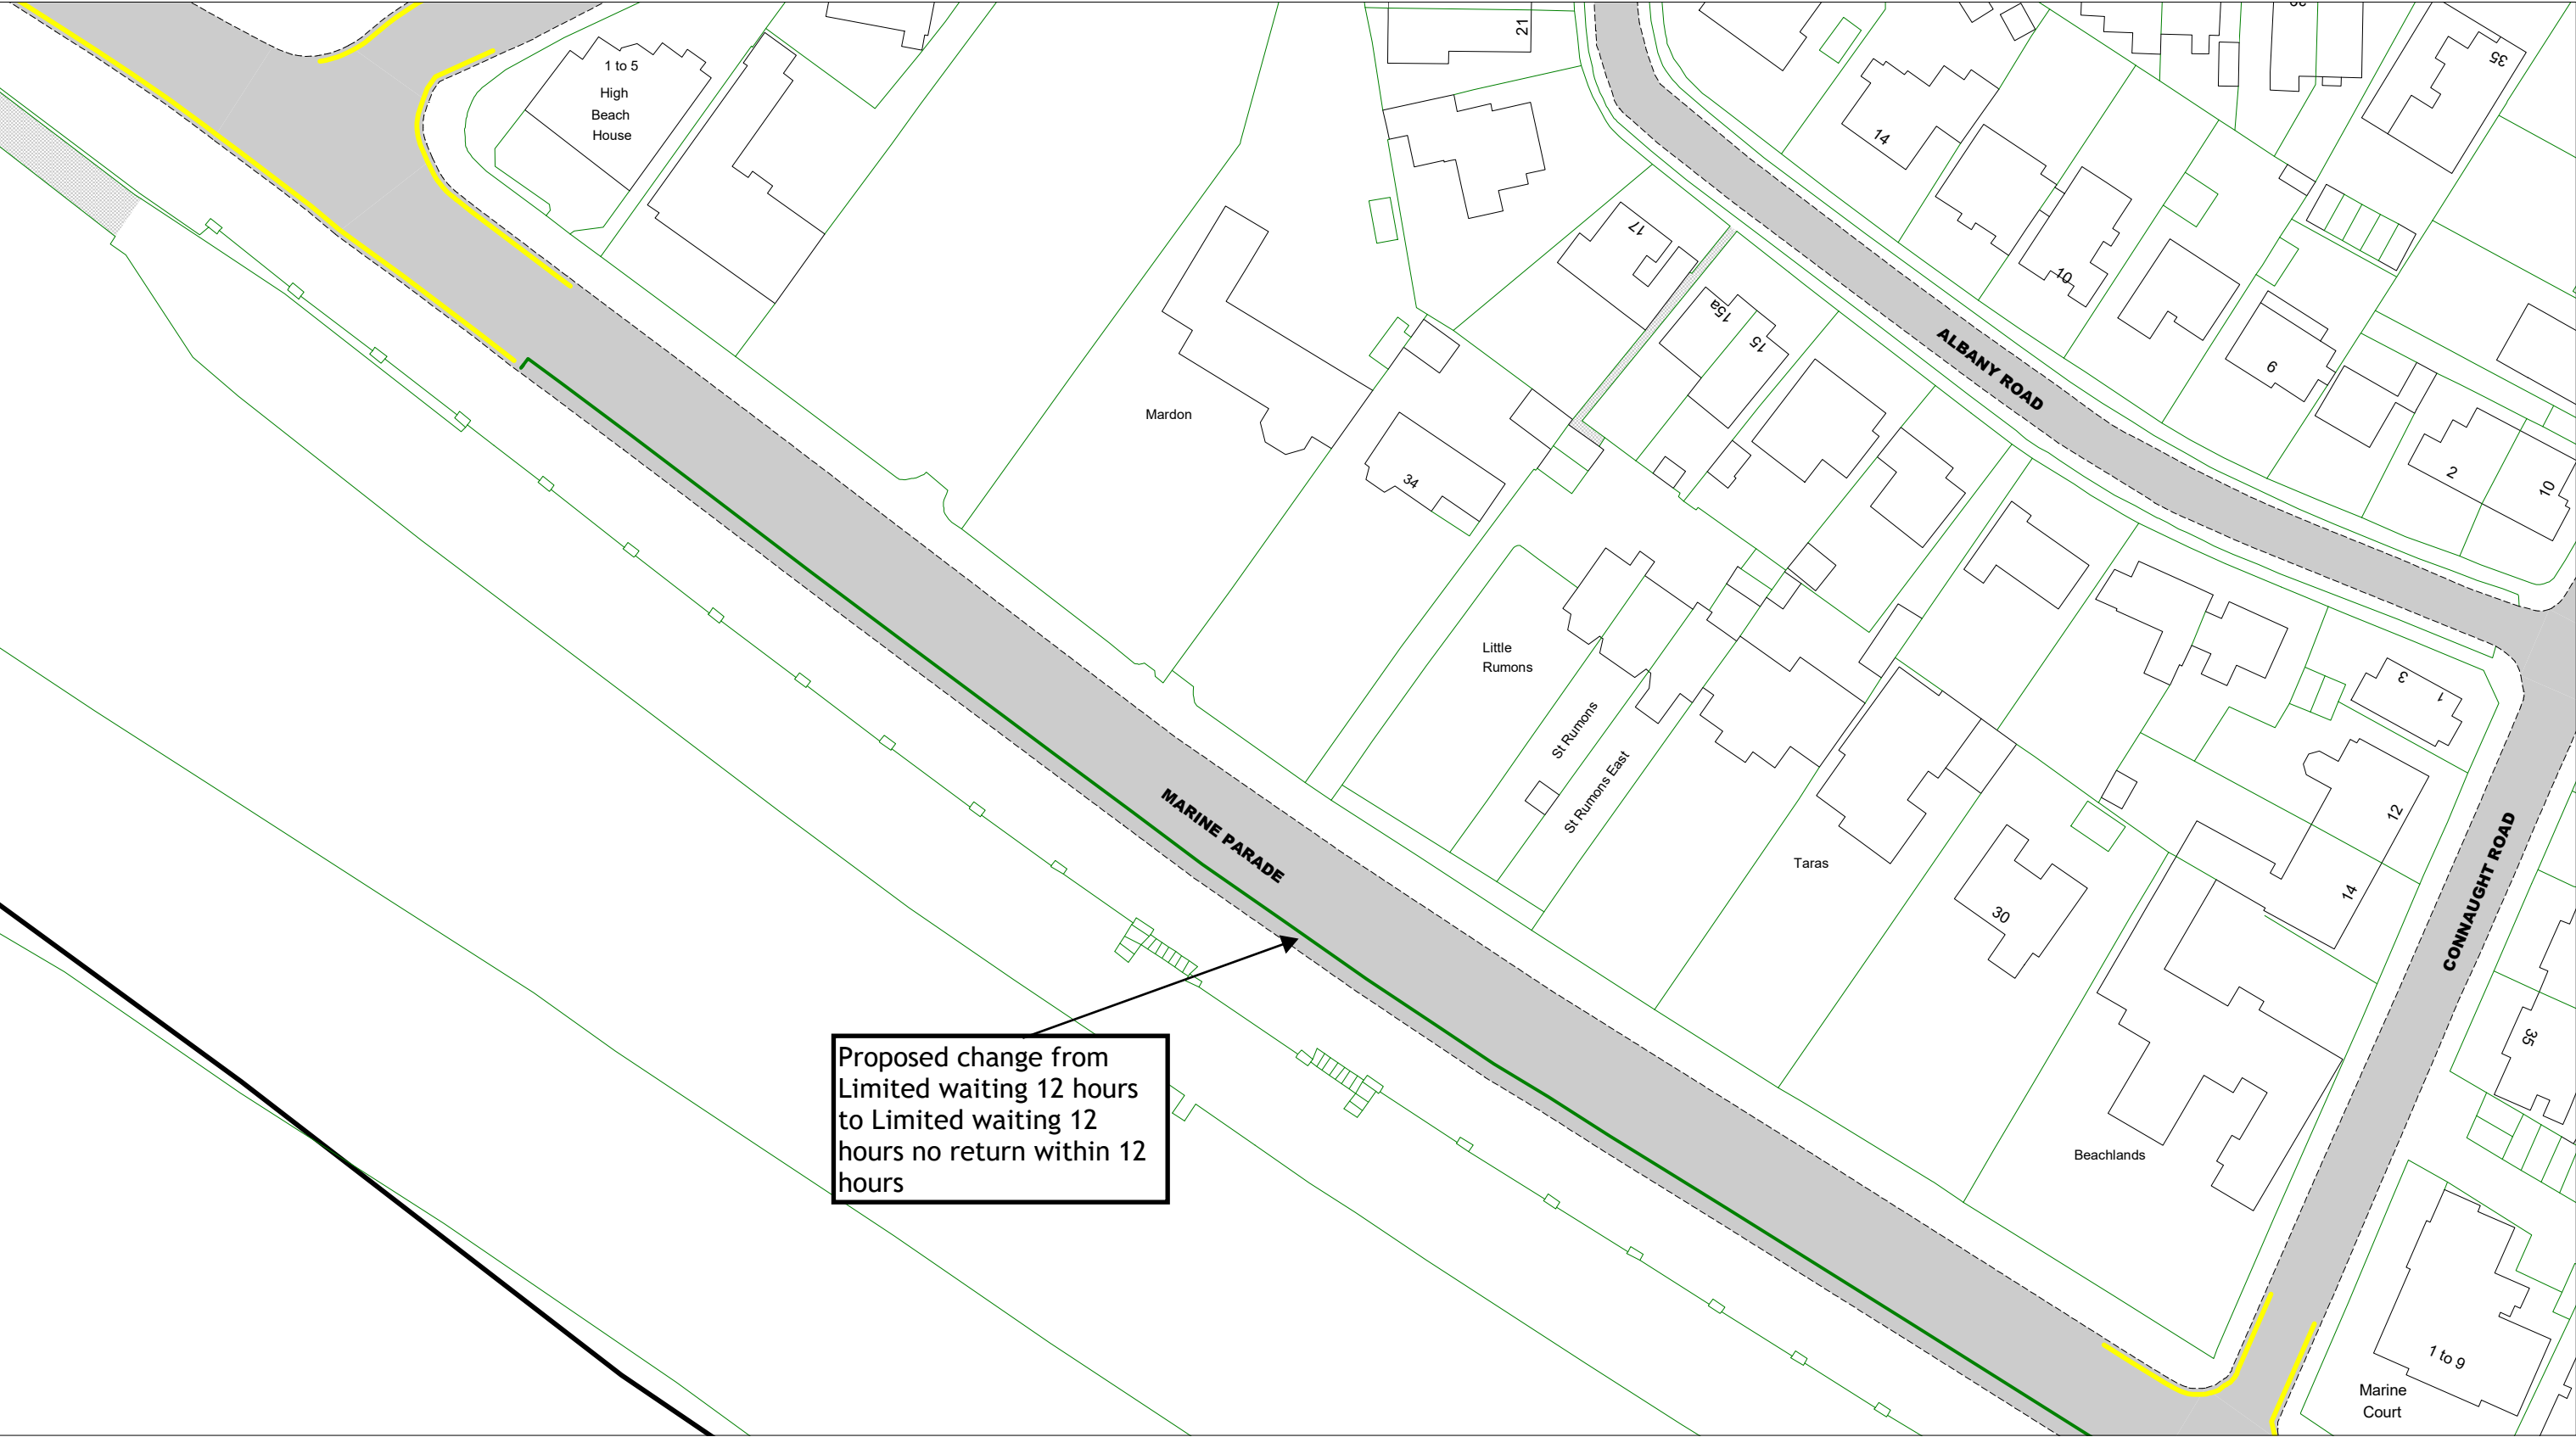 21
35
1 to 5
High
Beach
House
14
17
10
15a
15
9
ALBANY ROAD
Mardon
34
2
10
Little
Rumons
3
1
St Rumons
St Rumons East
MARINE PARADE
12
Taras
14
30
CONNAUGHT ROAD
35
Proposed change from
Limited waiting 12 hours
to Limited waiting 12
hours no return within 12
hours
Beachlands
1 to 9
Marine
Court